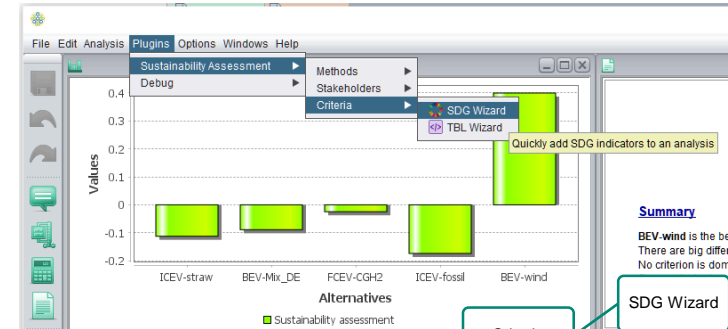 File Edit Analysis Plugins Options Windows Help
Sustainability Assessment
Debug
Methods
Stakeholders
Criteria
SDG Wizard
TBL Wizard
Quickly add SDG indicators to an analysis
Values
0.4
0.3
0.2
0.1
0
-0.1
-0.2
ICEV-straw BEV-Mix_DE FCEV-CGH2 ICEV-fossil BEV-wind
Alternatives
Sustainability assessment
Summary
BEV-wind is the be
There are big differ
No criterion is dom
SDG Wizard